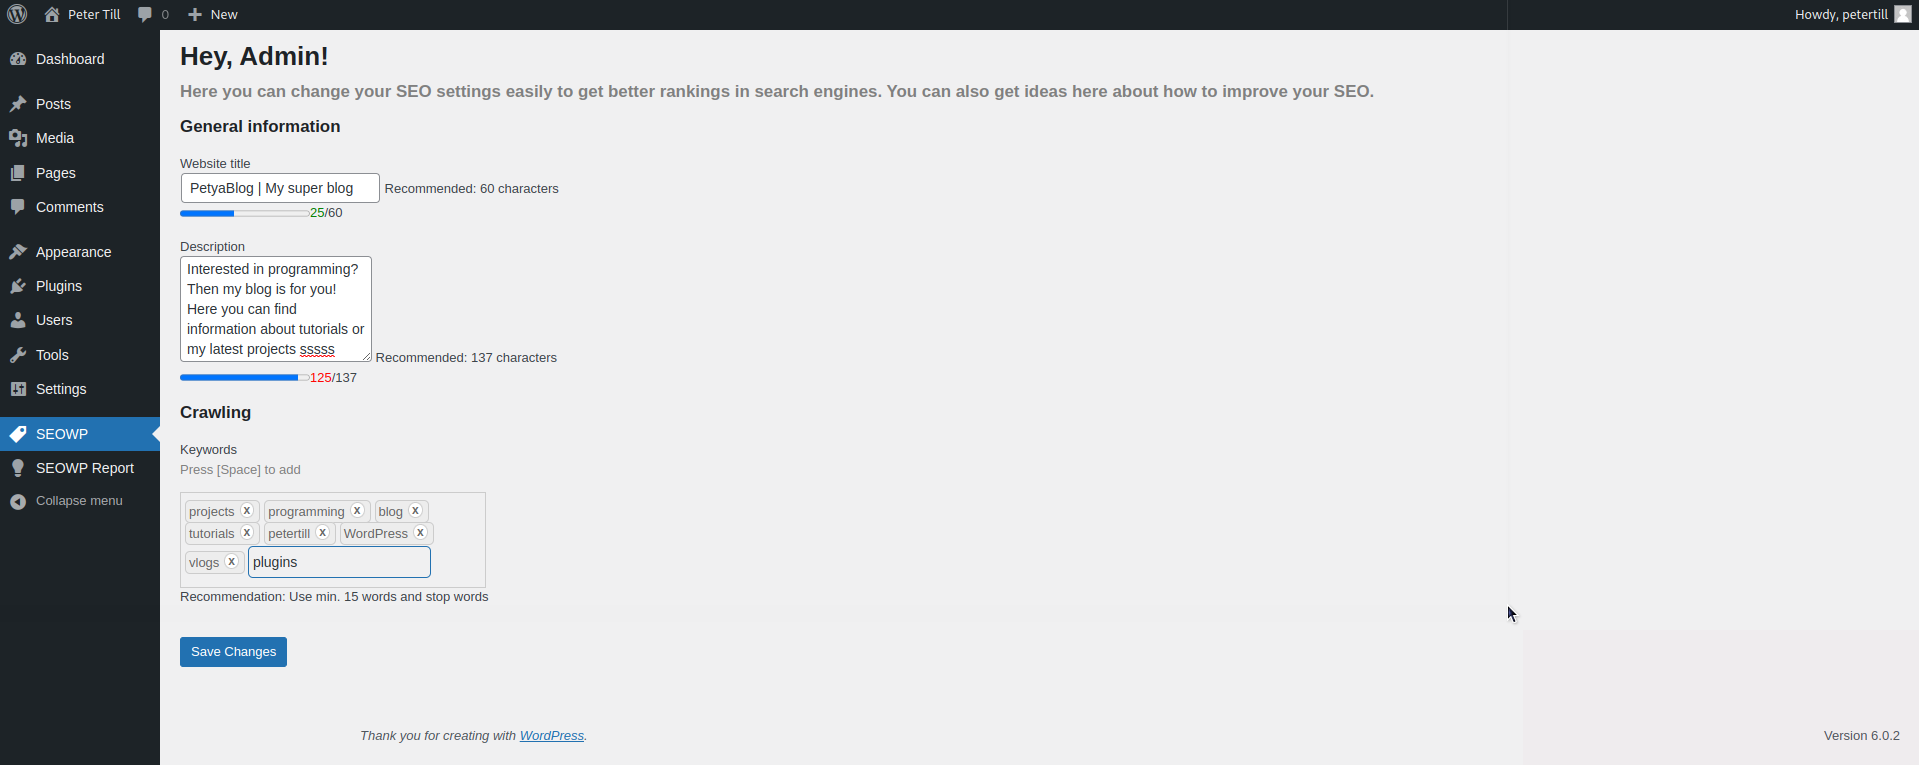 Peter Till 0 New Howdy, petertill
Dashboard
Posts
Media
Pages
Comments
Appearance
Plugins
Users
Tools
Settings
SEOWP
SEOWP Report
Collapse menu
Hey, Admin!
Here you can change your SEO settings easily to get better rankings in search engines. You can also get ideas here about how to improve your SEO.
General information
Website title
PetyaBlog | My super blog Recommended: 60 characters
25/60
Description
Interested in programming?
Then my blog is for you!
Here you can find
information about tutorials or
my latest projects sssss
Recommended: 137 characters
125/137
Crawling
Keywords
Press [Space] to add
projects x programming x blog x
tutorials x petertill x WordPress x
vlogs x plugins
Recommendation: Use min. 15 words and stop words
Save Changes
Thank you for creating with WordPress. Version 6.0.2